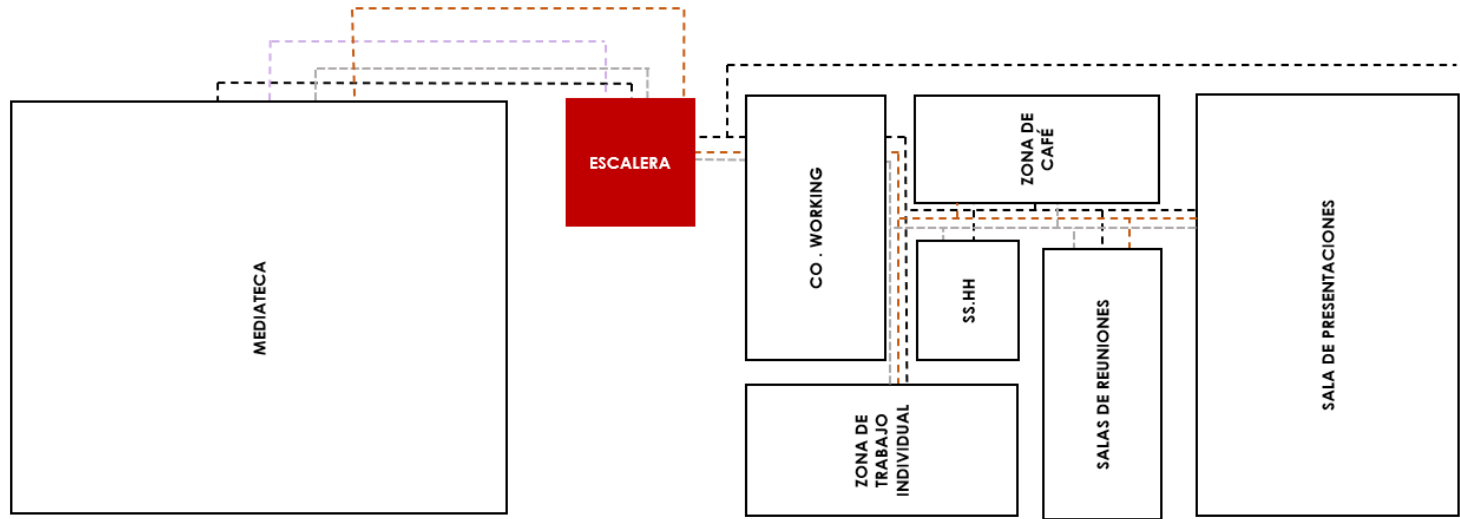 MEDIATECA
ESCALERA
CO . WORKING
ZONA DE
CAFÉ
SS.HH
ZONA DE
TRABAJO
INDIVIDUAL
SALAS DE REUNIONES
SALA DE PRESENTACIONES